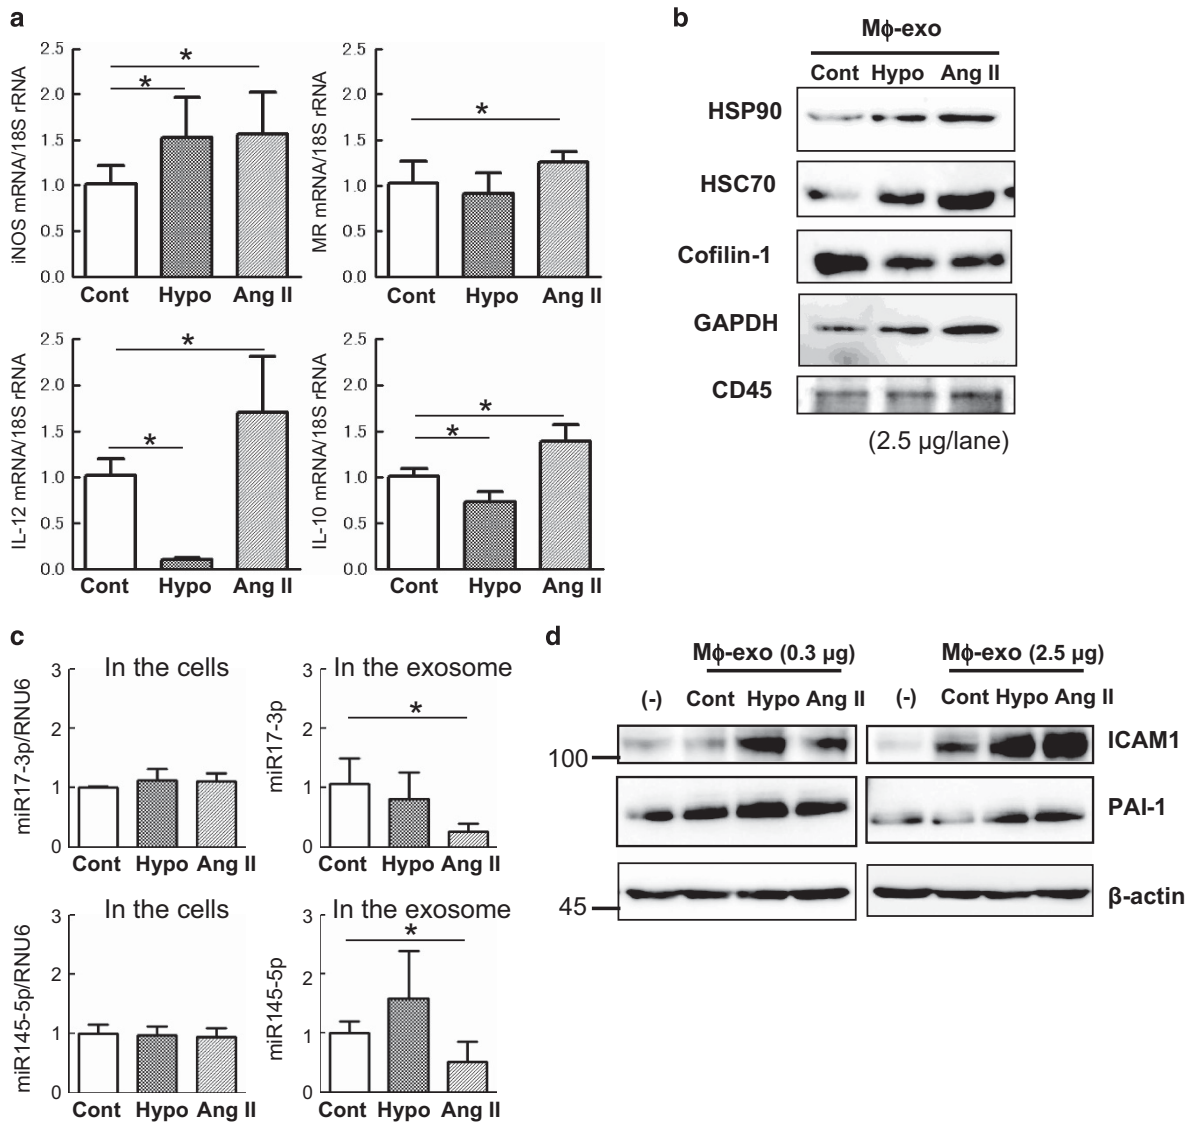 a
iNOS mRNA/18S rRNA
2.5
2.0
1.5
1.0
0.5
0.0
*
*
Cont Hypo Ang II
MR mRNA/18S rRNA
2.5
2.0
1.5
1.0
0.5
0.0
*
Cont Hypo Ang II
IL-12 mRNA/18S rRNA
2.5
2.0
1.5
1.0
0.5
0.0
*
*
Cont Hypo Ang II
IL-10 mRNA/18S rRNA
2.5
2.0
1.5
1.0
0.5
0.0
*
*
Cont Hypo Ang II
b
Mϕ-exo
Cont Hypo Ang II
HSP90
HSC70
Cofilin-1
GAPDH
CD45
(2.5 µg/lane)
c
In the cells
miR17-3p/RNU6
3
2
1
0
Cont Hypo Ang II
In the exosome
miR17-3p
3
2
1
0
*
Cont Hypo Ang II
In the cells
miR145-5p/RNU6
3
2
1
0
Cont Hypo Ang II
In the exosome
miR145-5p
3
2
1
0
*
Cont Hypo Ang II
d
Mϕ-exo (0.3 µg)
(-) Cont Hypo Ang II
Mϕ-exo (2.5 µg)
(-) Cont Hypo Ang II
100
ICAM1
PAI-1
45
β-actin